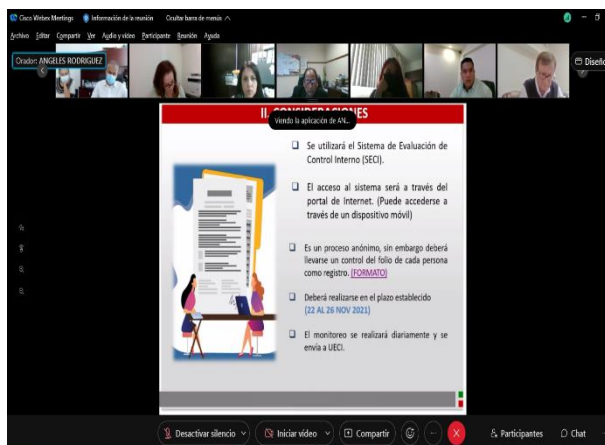 Cisco Webex Meetings Información de la reunión Ocultar barra de menús
Archivo Editar Compartir Ver Audio y vídeo Participante Reunión Ayuda
Orador: ANGELES RODRIGUEZ
Diseño
II. CONSIDERACIONES
Viendo la aplicación de AN...
Se utilizará el Sistema de Evaluación de
Control Interno (SECI).
El acceso al sistema será a través del
portal de Internet. (Puede accederse a
través de un dispositivo móvil)
Es un proceso anónimo, sin embargo deberá
llevarse un control del folio de cada persona
como registro. (FORMATO)
Deberá realizarse en el plazo establecido
(22 AL 26 NOV 2021)
El monitoreo se realizará diariamente y se
envía a UECI.
Desactivar silencio Iniciar vídeo Compartir Participantes Chat